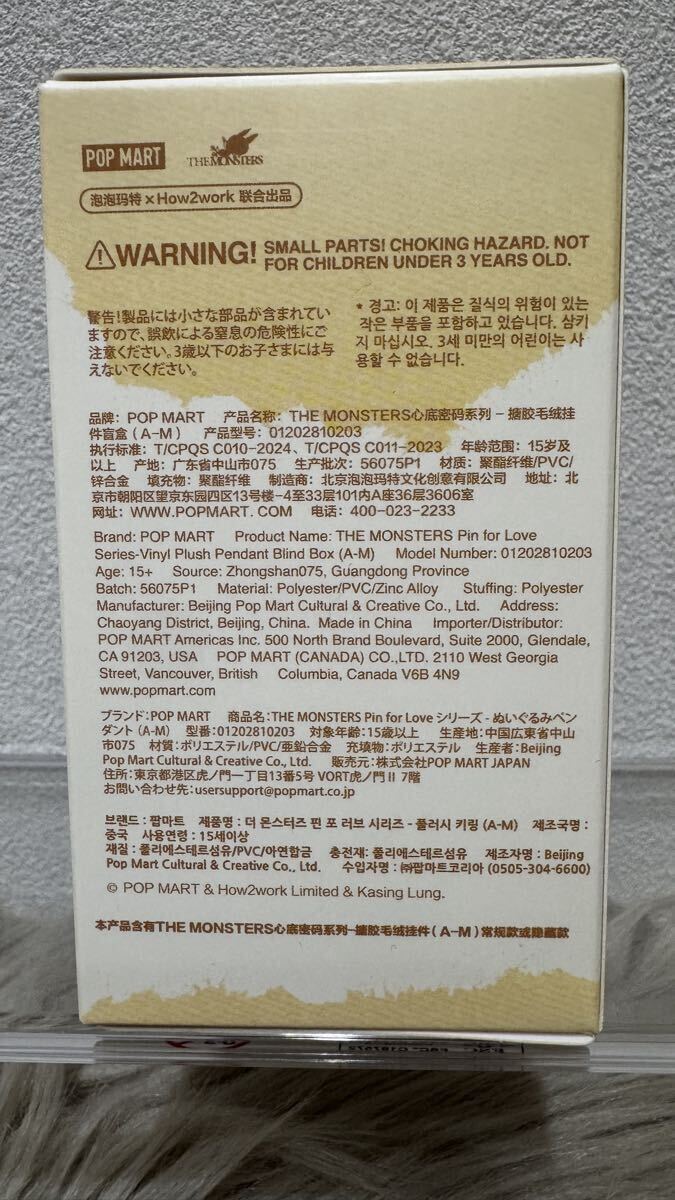 POP MART THE MONSTERS
泡泡玛特 × How2work 联合出品
WARNING! SMALL PARTS! CHOKING HAZARD. NOT
FOR CHILDREN UNDER 3 YEARS OLD.
警告!製品には小さな部品が含まれてい
ますので、誤飲による窒息の危険性にご
注意ください。3歳以下のお子さまには与
えないでください。
* 경고: 이 제품은 질식의 위험이 있는
작은 부품을 포함하고 있습니다. 삼키
지 마십시오. 3세 미만의 어린이는 사
용할 수 없습니다.
品牌: POP MART 产品名称: THE MONSTERS心底密码系列 – 搪胶毛绒挂
件盲盒 (A-M) 产品型号: 01202810203
执行标准: T/CPQS C010-2024、T/CPQS C011-2023 年龄范围: 15岁及
以上 产地: 广东省中山市075 生产批次: 56075P1 材质: 聚酯纤维/PVC/
锌合金 填充物: 聚酯纤维 制造商: 北京泡泡玛特文化创意有限公司 地址: 北
京市朝阳区望京东园四区13号楼-4至33层101内A座36层3606室
网址: WWW.POPMART.COM 电话: 400-023-2233
Brand: POP MART Product Name: THE MONSTERS Pin for Love
Series-Vinyl Plush Pendant Blind Box (A-M) Model Number: 01202810203
Age: 15+ Source: Zhongshan075, Guangdong Province
Batch: 56075P1 Material: Polyester/PVC/Zinc Alloy Stuffing: Polyester
Manufacturer: Beijing Pop Mart Cultural & Creative Co., Ltd. Address:
Chaoyang District, Beijing, China. Made in China Importer/Distributor:
POP MART Americas Inc. 500 North Brand Boulevard, Suite 2000, Glendale,
CA 91203, USA POP MART (CANADA) CO.,LTD. 2110 West Georgia
Street, Vancouver, British Columbia, Canada V6B 4N9
www.popmart.com
ブランド:POP MART 商品名:THE MONSTERS Pin for Love シリーズ - ぬいぐるみペン
ダント (A-M) 型番:01202810203 対象年齢:15歳以上 生産地:中国広東省中山
市075 材質:ポリエステル/PVC/亜鉛合金 充填物:ポリエステル 生産者:Beijing
Pop Mart Cultural & Creative Co., Ltd. 販売元:株式会社POP MART JAPAN
住所:東京都港区虎ノ門一丁目13番5号 VORT虎ノ門Ⅱ 7階
お問い合わせ先:usersupport@popmart.co.jp
브랜드 : 팝마트 제품명 : 더 몬스터즈 핀 포 러브 시리즈 - 플러시 키링 (A-M) 제조국명 :
중국 사용연령 : 15세이상
재질 : 폴리에스테르섬유/PVC/아연합금 충전재: 폴리에스테르섬유 제조자명 : Beijing
Pop Mart Cultural & Creative Co., Ltd. 수입자명 : ㈜팝마트코리아 (0505-304-6600)
© POP MART & How2work Limited & Kasing Lung.
本产品含有THE MONSTERS心底密码系列–搪胶毛绒挂件 (A-M) 常规款或隐藏款